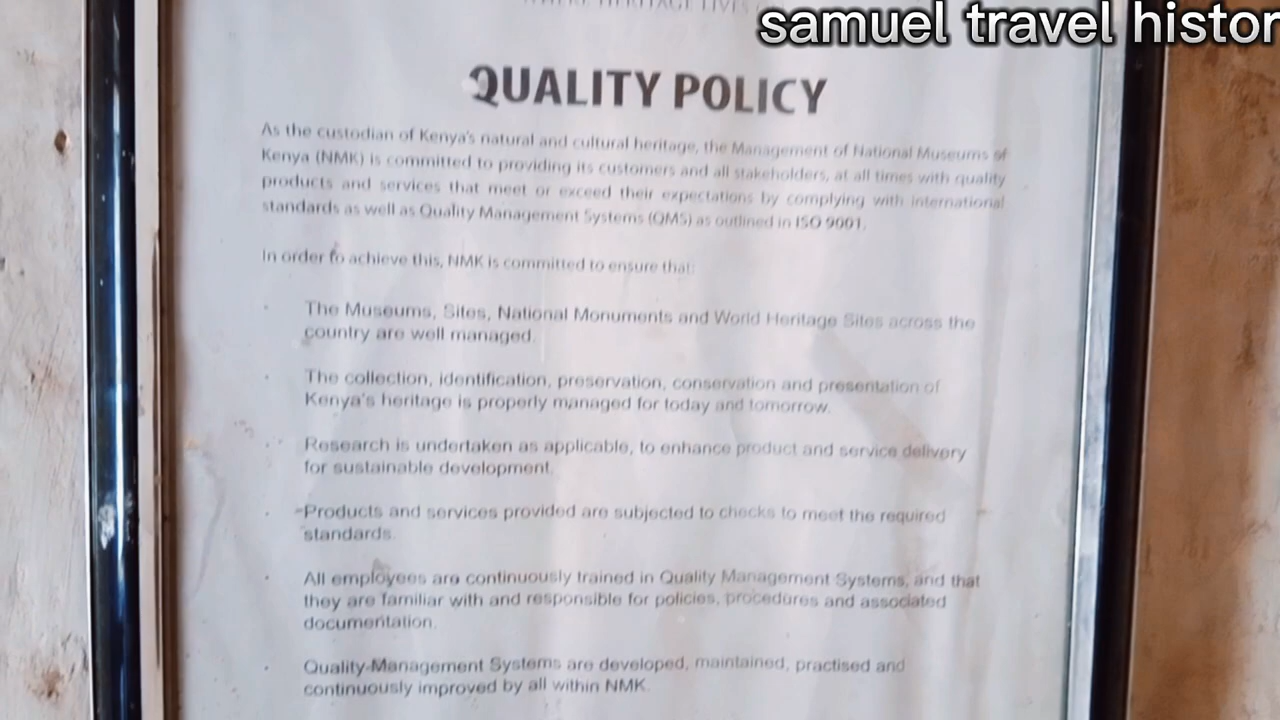 WHERE HERITAGE LIVES
samuel travel histor
QUALITY POLICY
As the custodian of Kenya's natural and cultural heritage, the Management of National Museums of
Kenya (NMK) is committed to providing its customers and all stakeholders, at all times with quality
products and services that meet or exceed their expectations by complying with international
standards as well as Quality Management Systems (QMS) as outlined in ISO 9001.
In order to achieve this, NMK is committed to ensure that:
The Museums, Sites, National Monuments and World Heritage Sites across the
country are well managed.
The collection, identification, preservation, conservation and presentation of
Kenya's heritage is properly managed for today and tomorrow.
Research is undertaken as applicable, to enhance product and service delivery
for sustainable development.
Products and services provided are subjected to checks to meet the required
standards.
All employees are continuously trained in Quality Management Systems, and that
they are familiar with and responsible for policies, procedures and associated
documentation.
Quality Management Systems are developed, maintained, practised and
continuously improved by all within NMK.